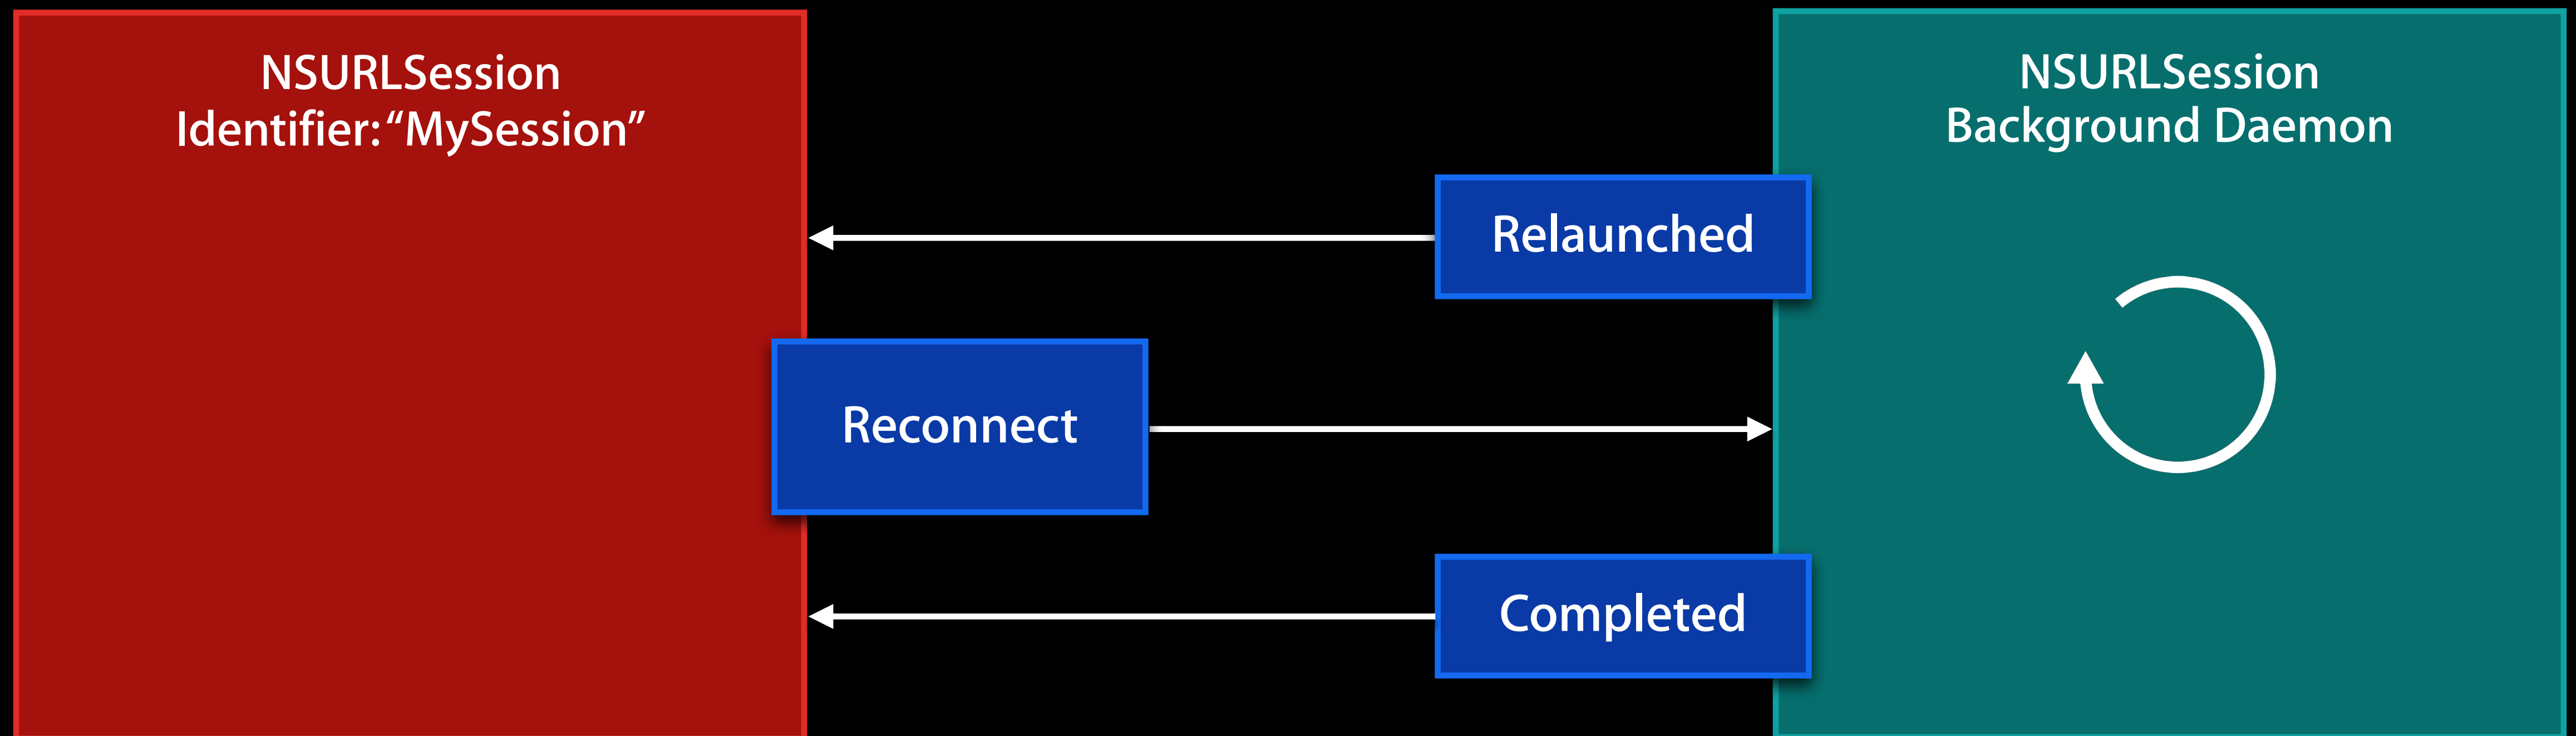 NSURLSession
Identifier: “MySession”
NSURLSession
Background Daemon
Relaunched
Reconnect
Completed